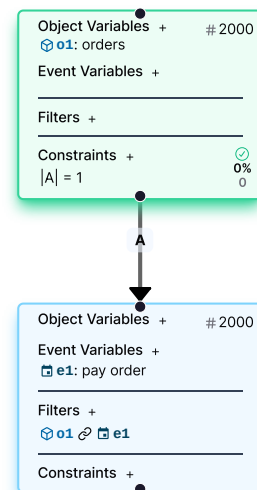 Object Variables + # 2000
o1: orders
Event Variables +
Filters +
Constraints +
|A| = 1
0%
0
A
Object Variables + # 2000
Event Variables +
e1: pay order
Filters +
o1 e1
Constraints +